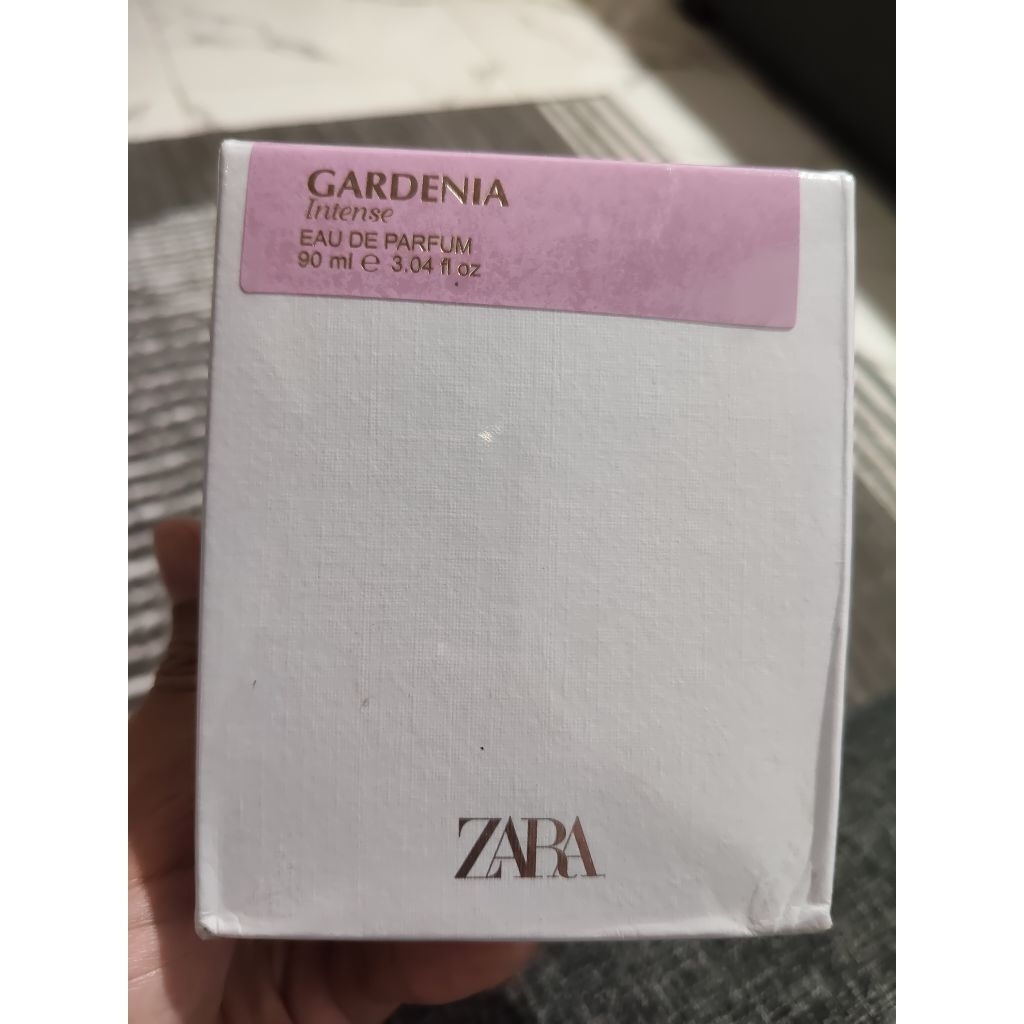 GARDENIA
Intense
EAU DE PARFUM
90 ml ℮ 3.04 fl oz
ZARA